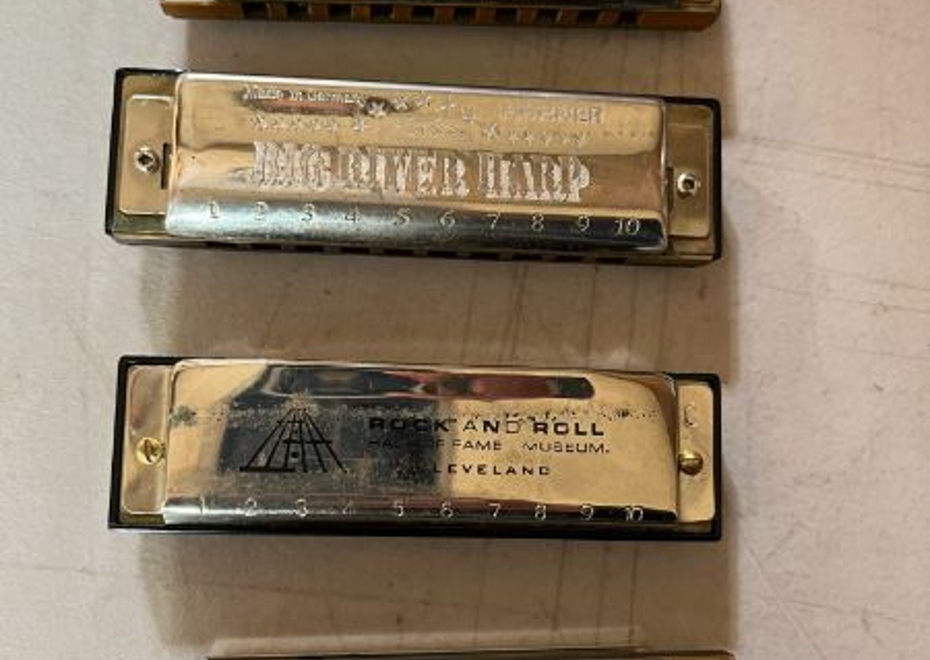 Made in Germany HOHNER
BIG RIVER HARP
1 2 3 4 5 6 7 8 9 10
C
ROCK AND ROLL
HALL OF FAME MUSEUM.
CLEVELAND
1 2 3 4 5 6 7 8 9 10